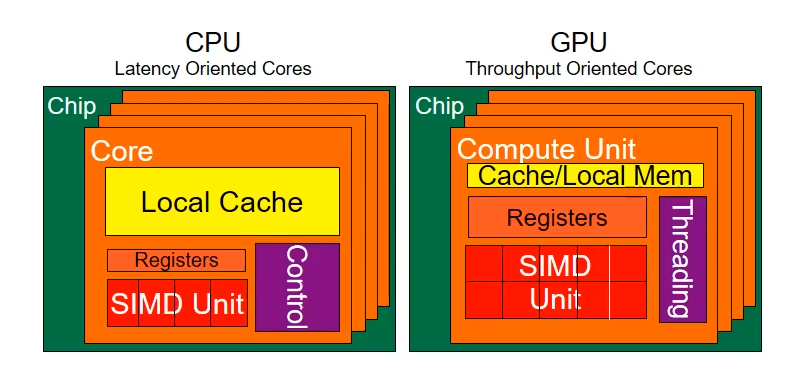 CPU
Latency Oriented Cores
Chip
Core
Local Cache
Registers
SIMD Unit
Control
GPU
Throughput Oriented Cores
Chip
Compute Unit
Cache/Local Mem
Registers
SIMD
Unit
Threading